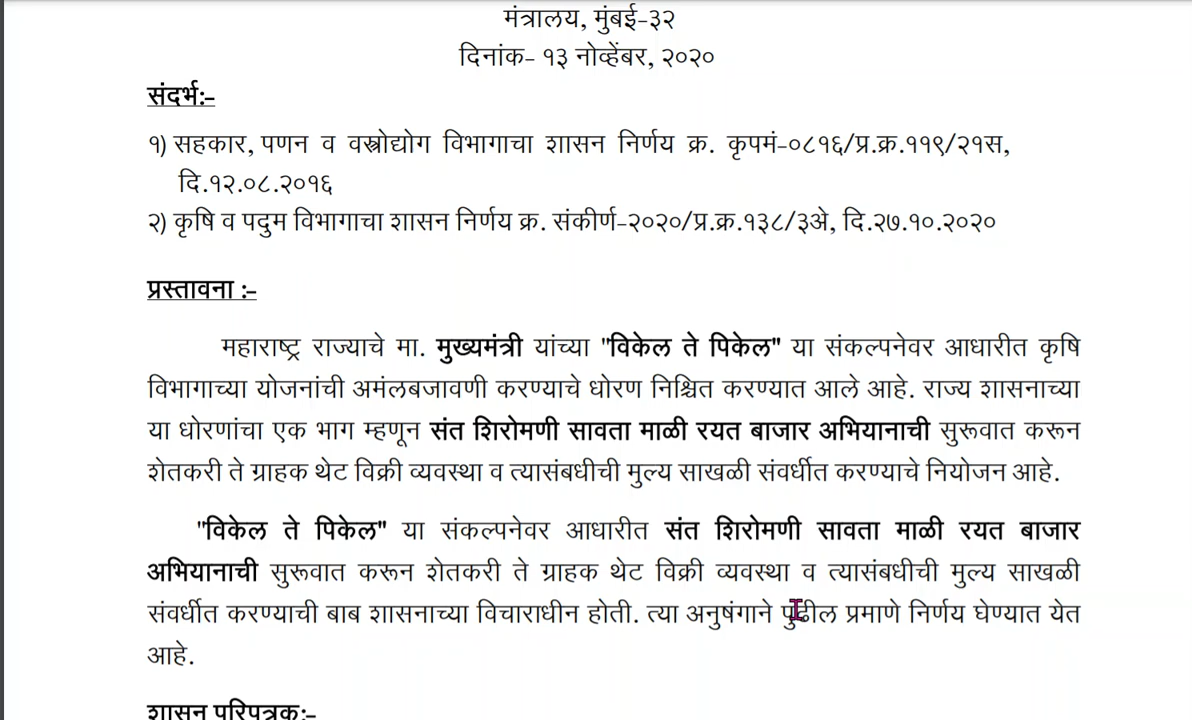 मंत्रालय, मुंबई-३२
दिनांक- १३ नोव्हेंबर, २०२०
संदर्भ:-
१) सहकार, पणन व वस्त्रोद्योग विभागाचा शासन निर्णय क्र. कृपमं-०८१६/प्र.क्र.११९/२१स,
दि.१२.०८.२०१६
२) कृषि व पदुम विभागाचा शासन निर्णय क्र. संकीर्ण-२०२०/प्र.क्र.१३८/३अे, दि.२७.१०.२०२०
प्रस्तावना :-
महाराष्ट्र राज्याचे मा. मुख्यमंत्री यांच्या "विकेल ते पिकेल" या संकल्पनेवर आधारीत कृषि
विभागाच्या योजनांची अमंलबजावणी करण्याचे धोरण निश्चित करण्यात आले आहे. राज्य शासनाच्या
या धोरणांचा एक भाग म्हणून संत शिरोमणी सावता माळी रयत बाजार अभियानाची सुरूवात करून
शेतकरी ते ग्राहक थेट विक्री व्यवस्था व त्यासंबधीची मुल्य साखळी संवर्धीत करण्याचे नियोजन आहे.
"विकेल ते पिकेल" या संकल्पनेवर आधारीत संत शिरोमणी सावता माळी रयत बाजार
अभियानाची सुरूवात करून शेतकरी ते ग्राहक थेट विक्री व्यवस्था व त्यासंबधीची मुल्य साखळी
संवर्धीत करण्याची बाब शासनाच्या विचाराधीन होती. त्या अनुषंगाने पुढील प्रमाणे निर्णय घेण्यात येत
आहे.
शासन परिपत्रक:-